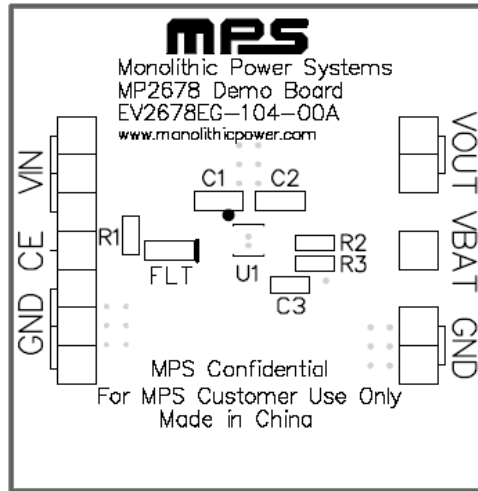 MPS
Monolithic Power Systems
MP2678 Demo Board
EV2678EG-104-00A
www.monolithicpower.com
VIN
CE
GND
C1
C2
R1
FLT
U1
R2
R3
C3
VOUT
VBAT
GND
MPS Confidential
For MPS Customer Use Only
Made in China